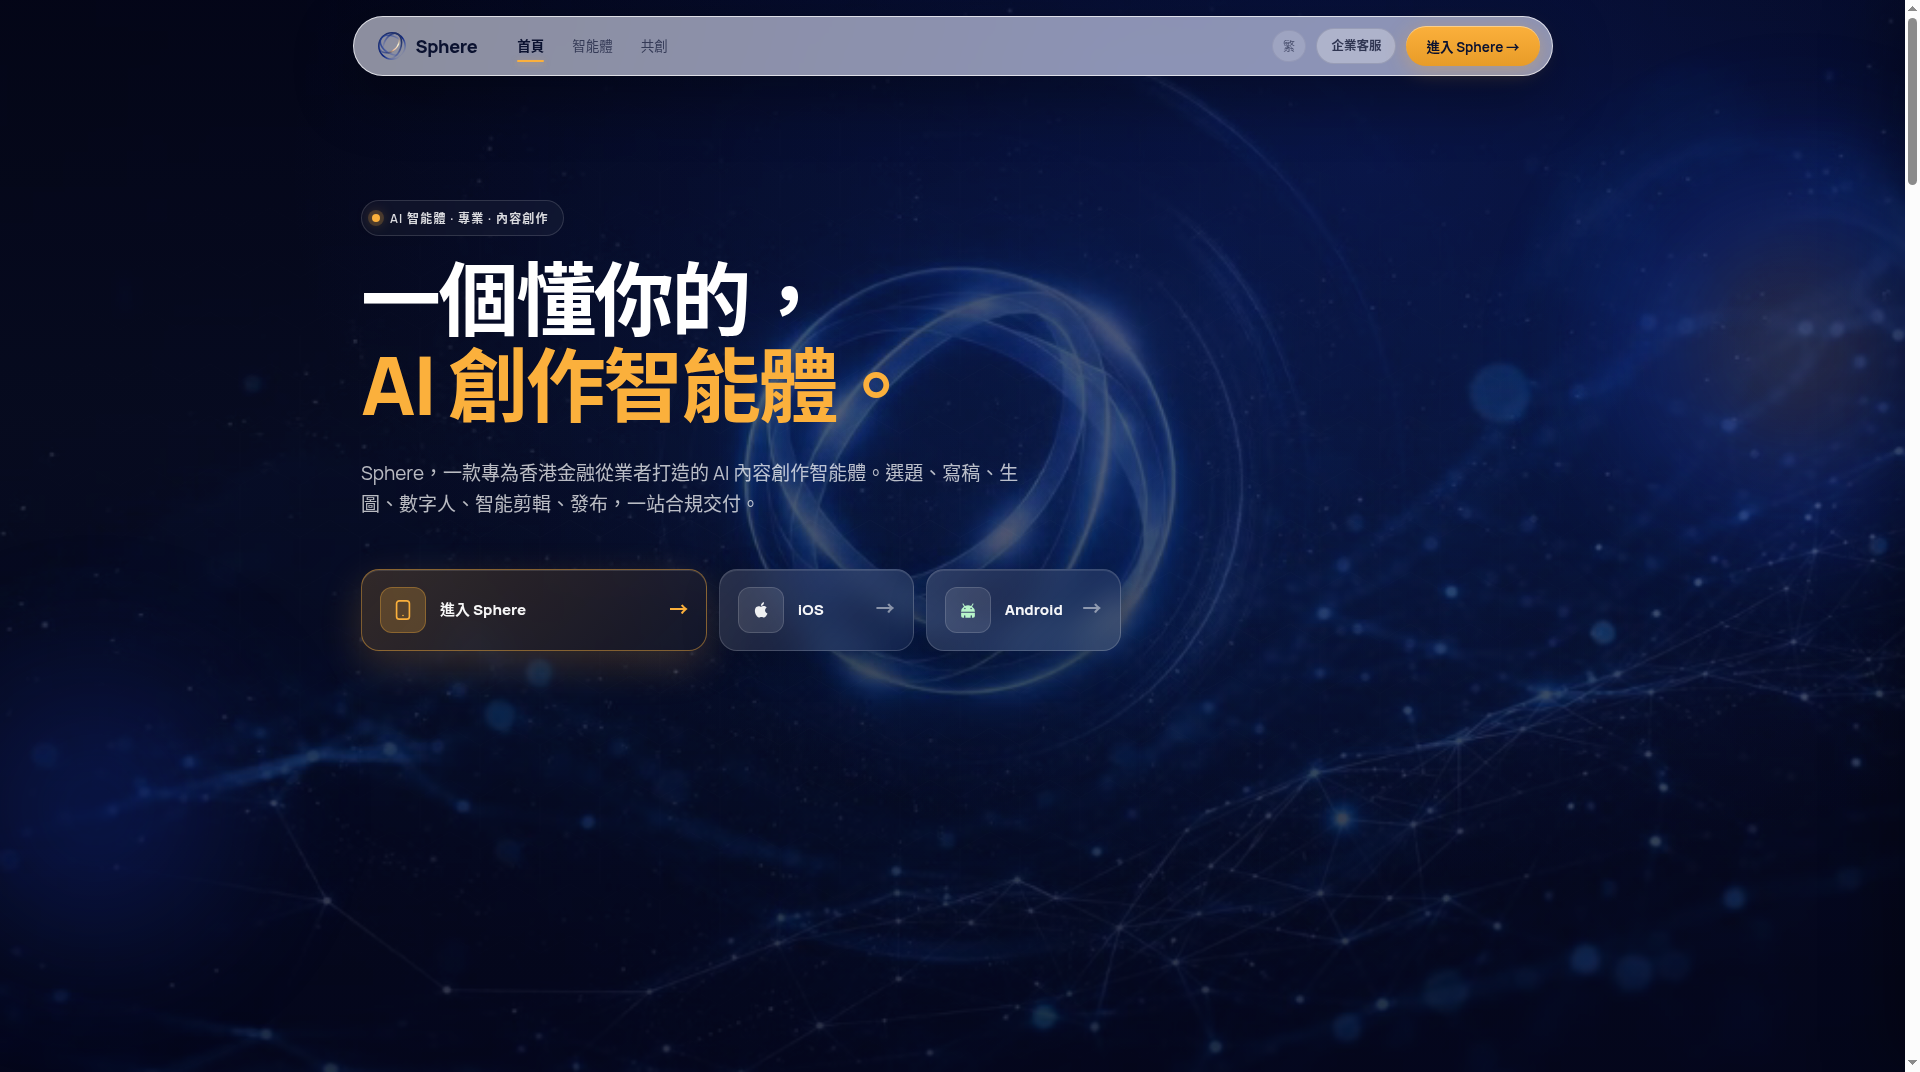 Sphere
首頁
智能體
共創
繁
企業客服
進入 Sphere →
AI 智能體 · 專業 · 內容創作
一個懂你的，
AI 創作智能體。
Sphere，一款專為香港金融從業者打造的 AI 內容創作智能體。選題、寫稿、生
圖、數字人、智能剪輯、發布，一站合規交付。
進入 Sphere →
iOS →
Android →